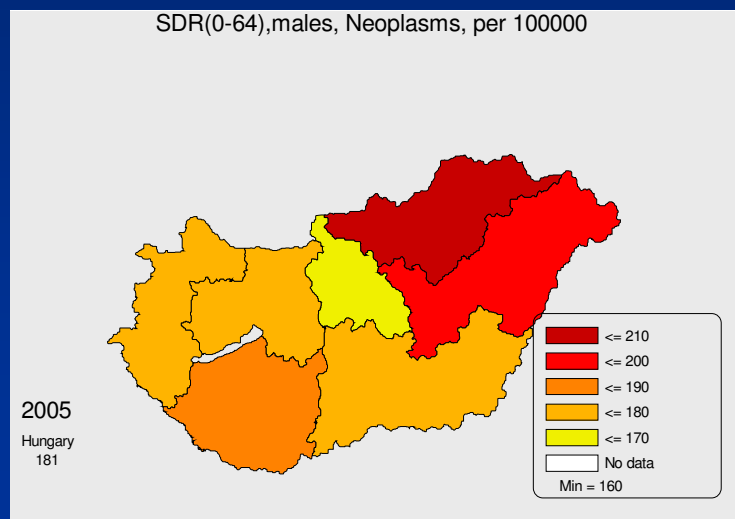 SDR(0-64),males, Neoplasms, per 100000
<= 210
<= 200
<= 190
<= 180
<= 170
No data
Min = 160
2005
Hungary
181